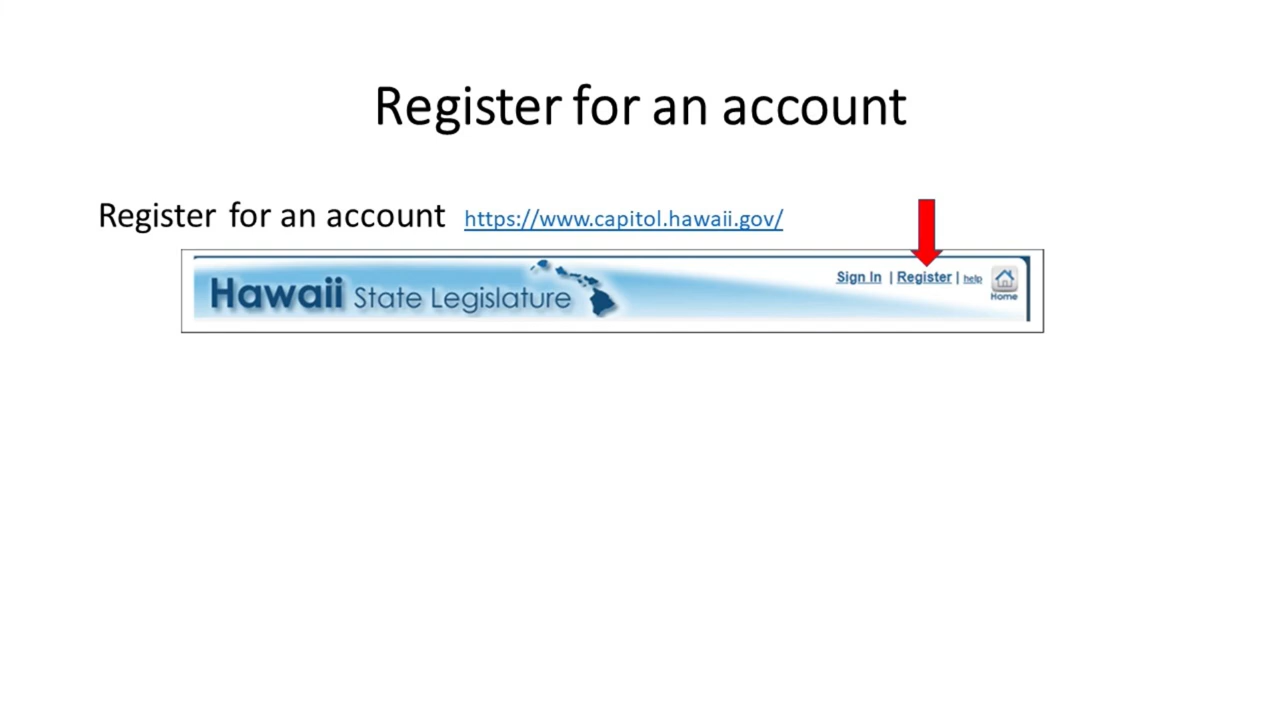 Register for an account
Register for an account https://www.capitol.hawaii.gov/
Hawaii State Legislature
Sign In | Register | help
Home